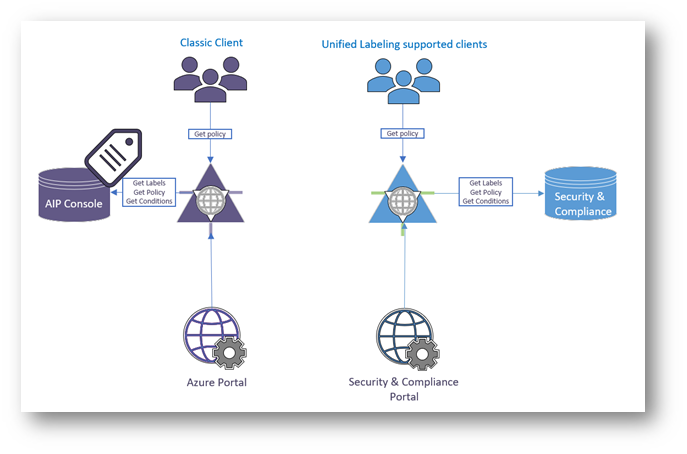 Classic Client
Unified Labeling supported clients
Get policy
Get policy
AIP Console
Get Labels
Get Policy
Get Conditions
Get Labels
Get Policy
Get Conditions
Security &
Compliance
Azure Portal
Security & Compliance
Portal